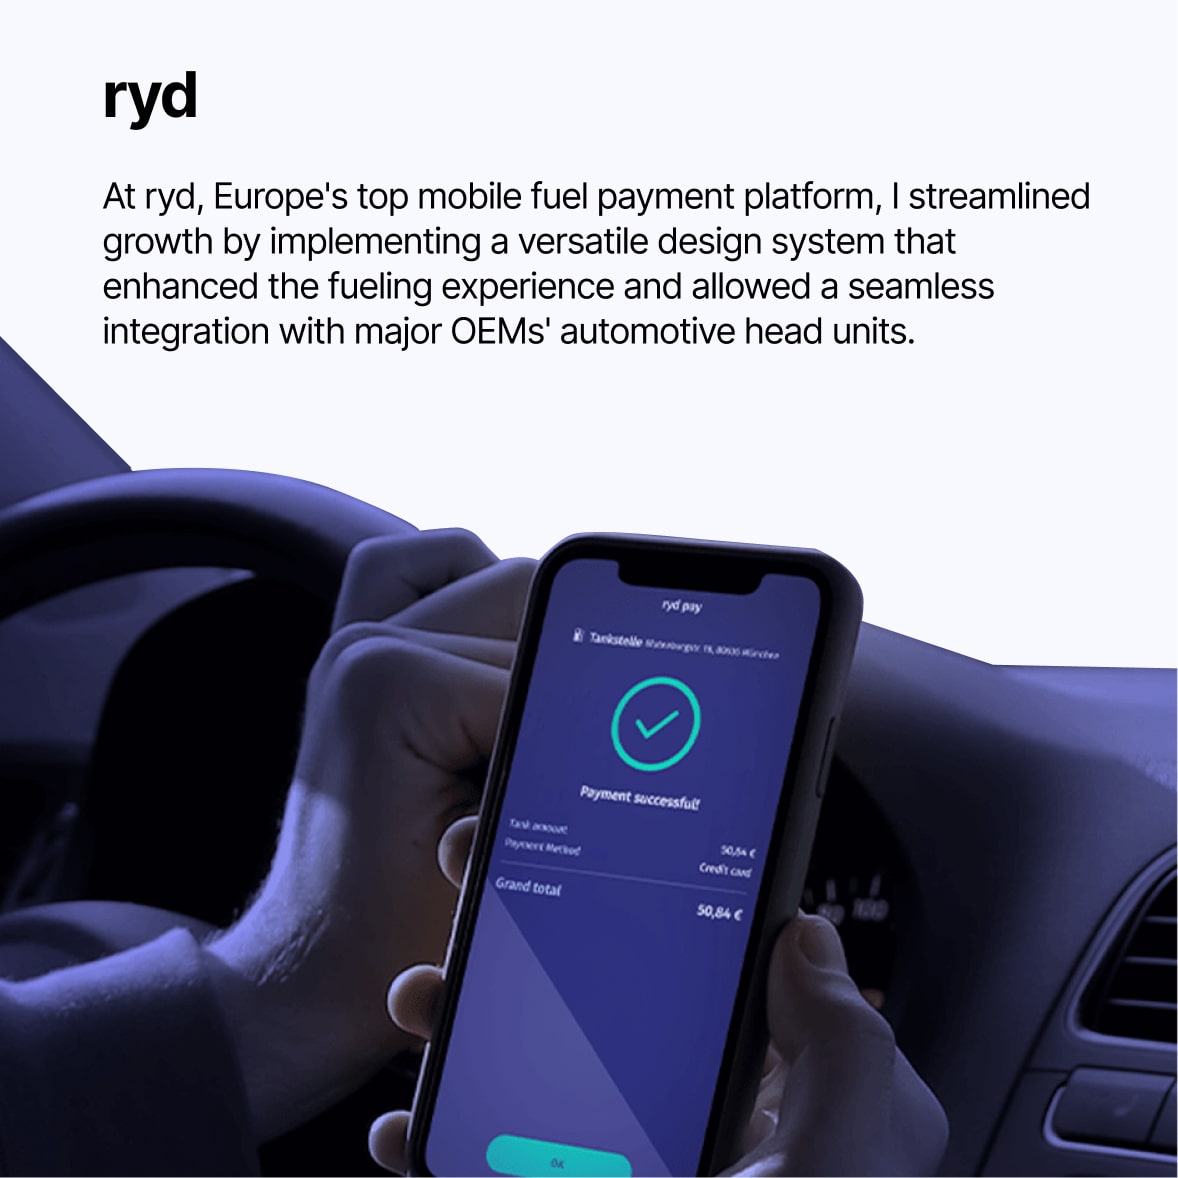 ryd
At ryd, Europe's top mobile fuel payment platform, I streamlined
growth by implementing a versatile design system that
enhanced the fueling experience and allowed a seamless
integration with major OEMs' automotive head units.
ryd pay
Tankstelle 80805 München
Payment successful!
Tank amount 50,84 €
Payment Method Credit card
Grand total 50,84 €
OK